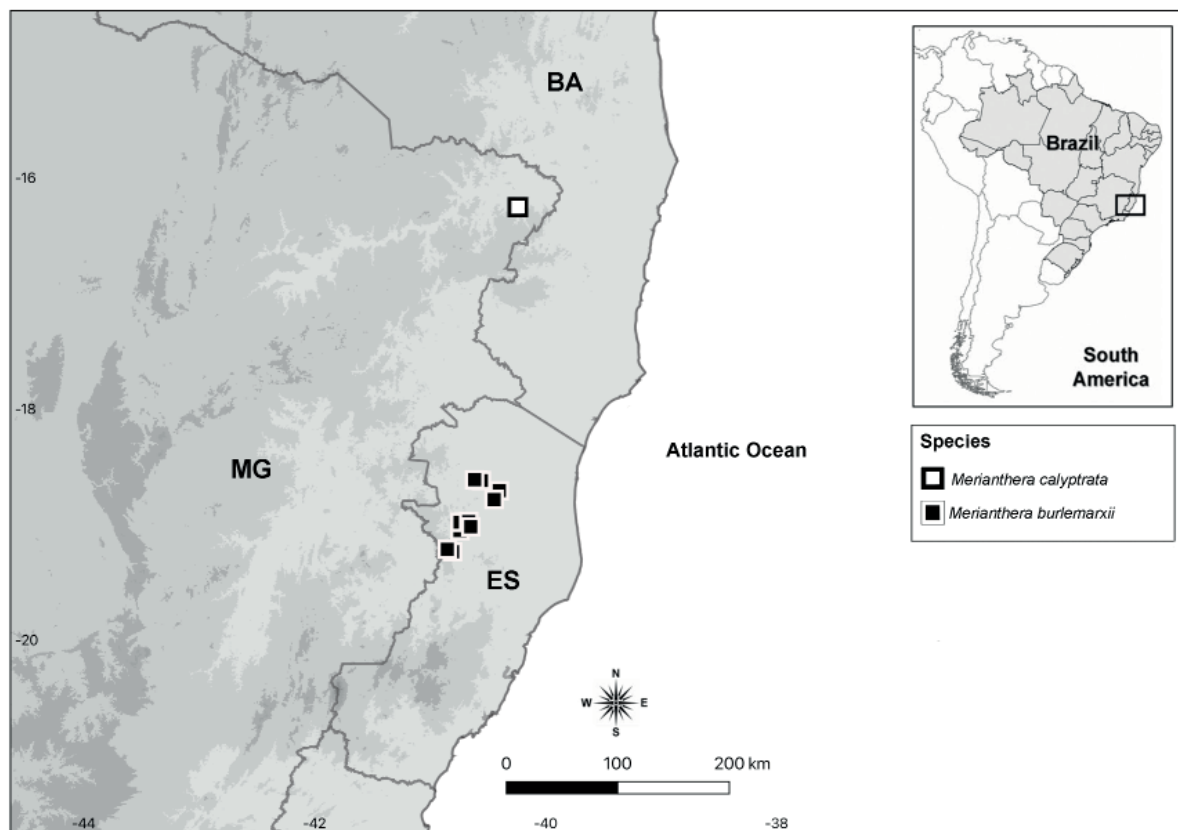 BA
-16
Brazil
South
America
-18
MG
Atlantic Ocean
Species
Merianthera calyptrata
Merianthera burlemarxii
ES
-20
N
W
E
S
0
100
200 km
-44
-42
-40
-38